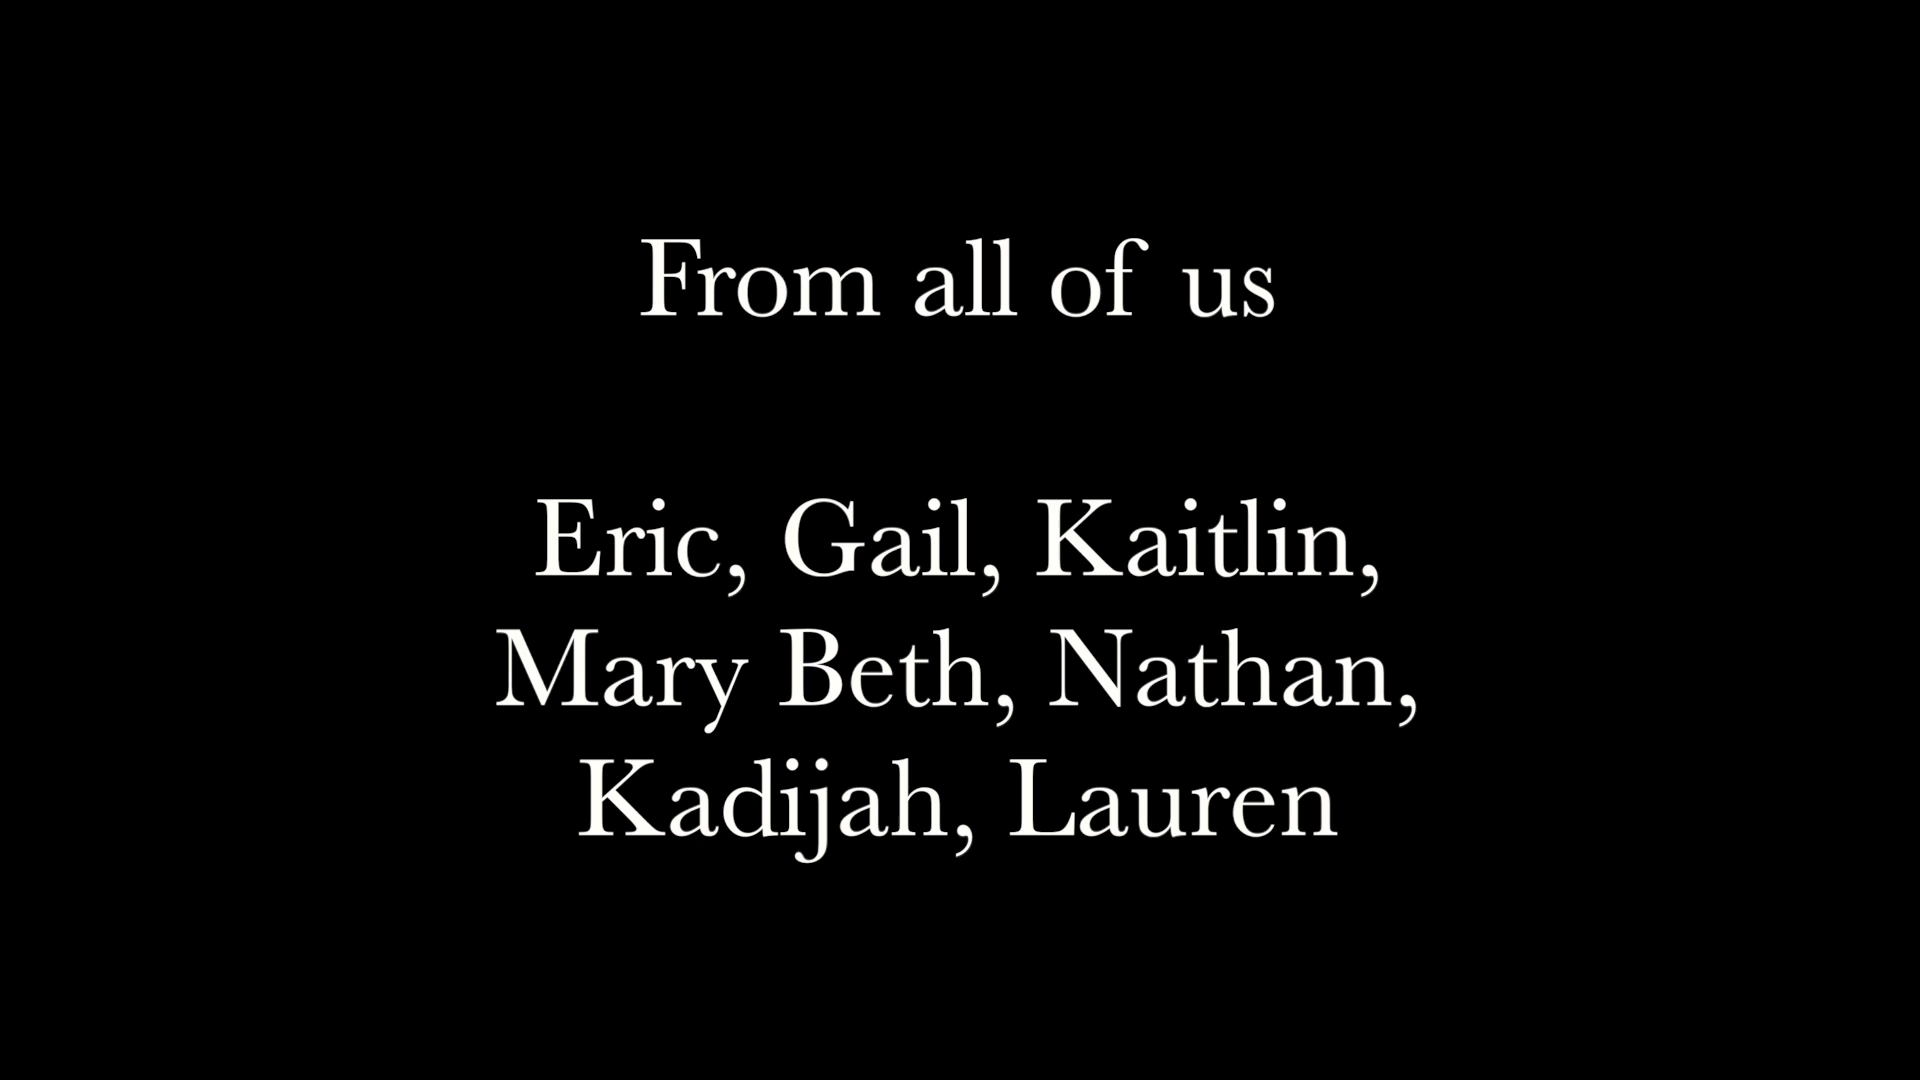 From all of us
Eric, Gail, Kaitlin,
Mary Beth, Nathan,
Kadijah, Lauren